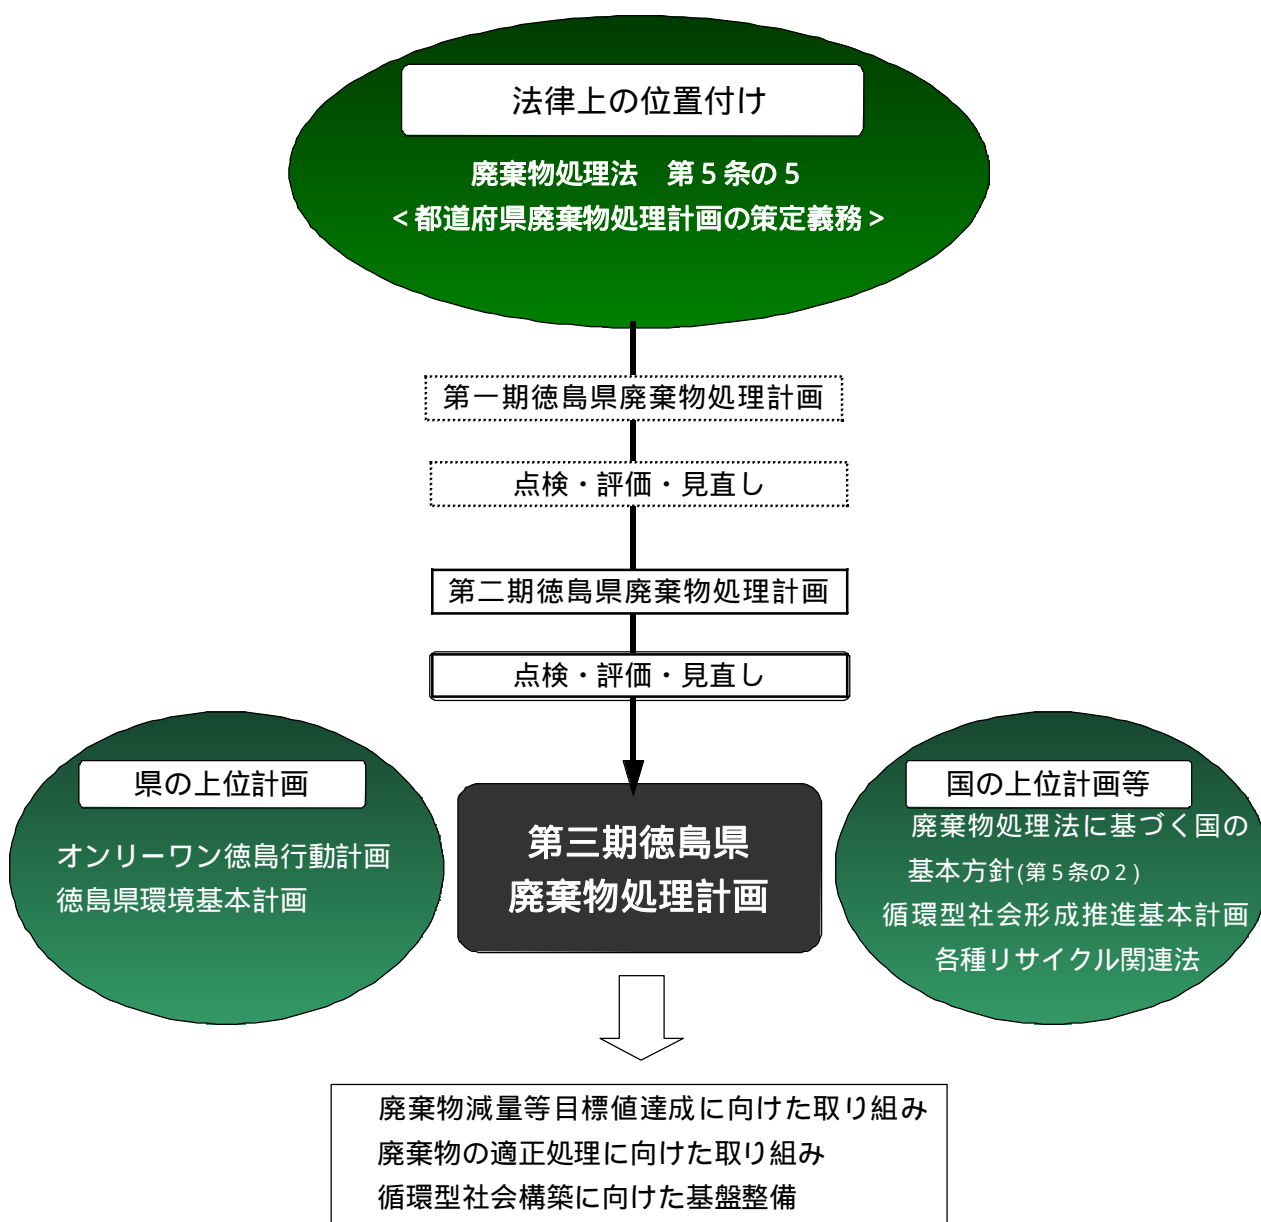 法律上の位置付け
廃棄物処理法　第５条の５
＜都道府県廃棄物処理計画の策定義務＞
第一期徳島県廃棄物処理計画
点検・評価・見直し
第二期徳島県廃棄物処理計画
点検・評価・見直し
県の上位計画
オンリーワン徳島行動計画
徳島県環境基本計画
第三期徳島県
廃棄物処理計画
国の上位計画等
廃棄物処理法に基づく国の
基本方針(第５条の２)
循環型社会形成推進基本計画
各種リサイクル関連法
廃棄物減量等目標値達成に向けた取り組み
廃棄物の適正処理に向けた取り組み
循環型社会構築に向けた基盤整備